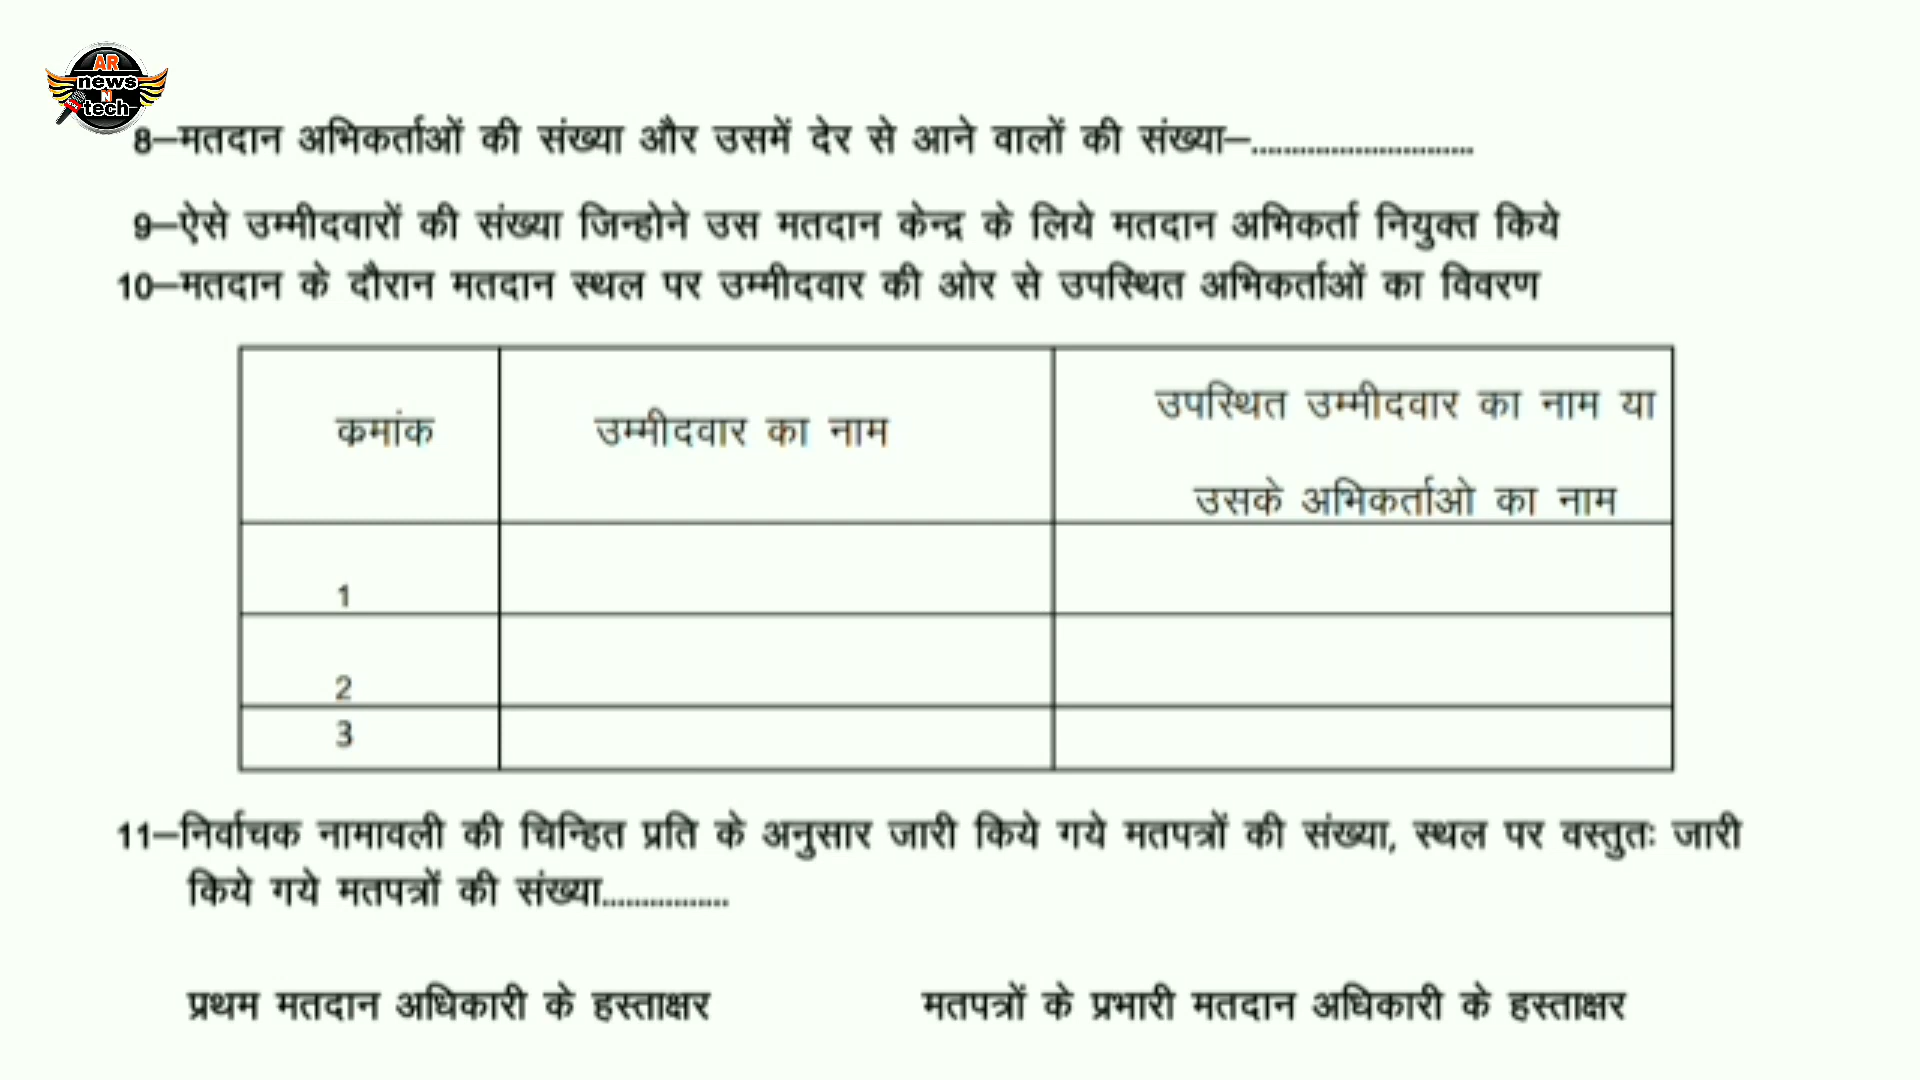 AR
news
N
tech
8–मतदान अभिकर्ताओं की संख्या और उसमें देर से आने वालों की संख्या–............................
9–ऐसे उम्मीदवारों की संख्या जिन्होने उस मतदान केन्द्र के लिये मतदान अभिकर्ता नियुक्त किये
10–मतदान के दौरान मतदान स्थल पर उम्मीदवार की ओर से उपस्थित अभिकर्ताओं का विवरण
कमांक
उम्मीदवार का नाम
उपस्थित उम्मीदवार का नाम या
उसके अभिकर्ताओ का नाम
1
2
3
11–निर्वाचक नामावली की चिन्हित प्रति के अनुसार जारी किये गये मतपत्रों की संख्या, स्थल पर वस्तुतः जारी
किये गये मतपत्रों की संख्या................
प्रथम मतदान अधिकारी के हस्ताक्षर
मतपत्रों के प्रभारी मतदान अधिकारी के हस्ताक्षर